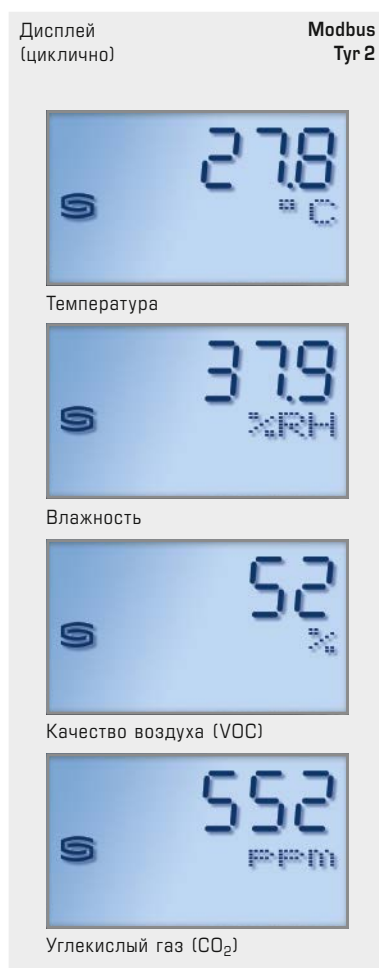 Дисплей
(циклично)
Modbus
Tyr 2
27.8
°C
Температура
37.9
%RH
Влажность
52
%
Качество воздуха (VOC)
552
ppm
Углекислый газ (CO₂)